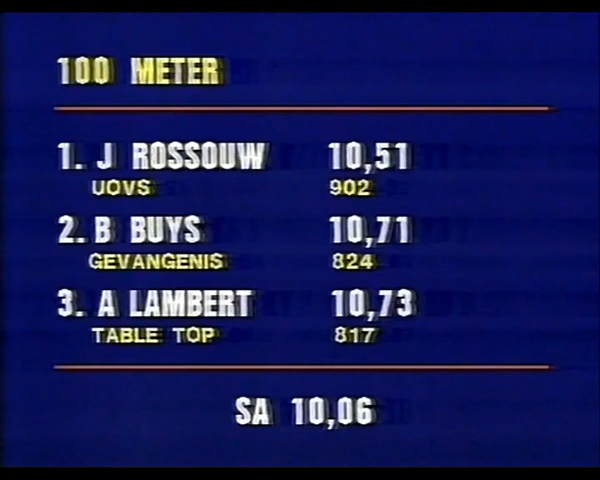 100 METER
1. J ROSSOUW 10,51
UOVS 902
2. B BUYS 10,71
GEVANGENIS 824
3. A LAMBERT 10,73
TABLE TOP 817
SA 10,06